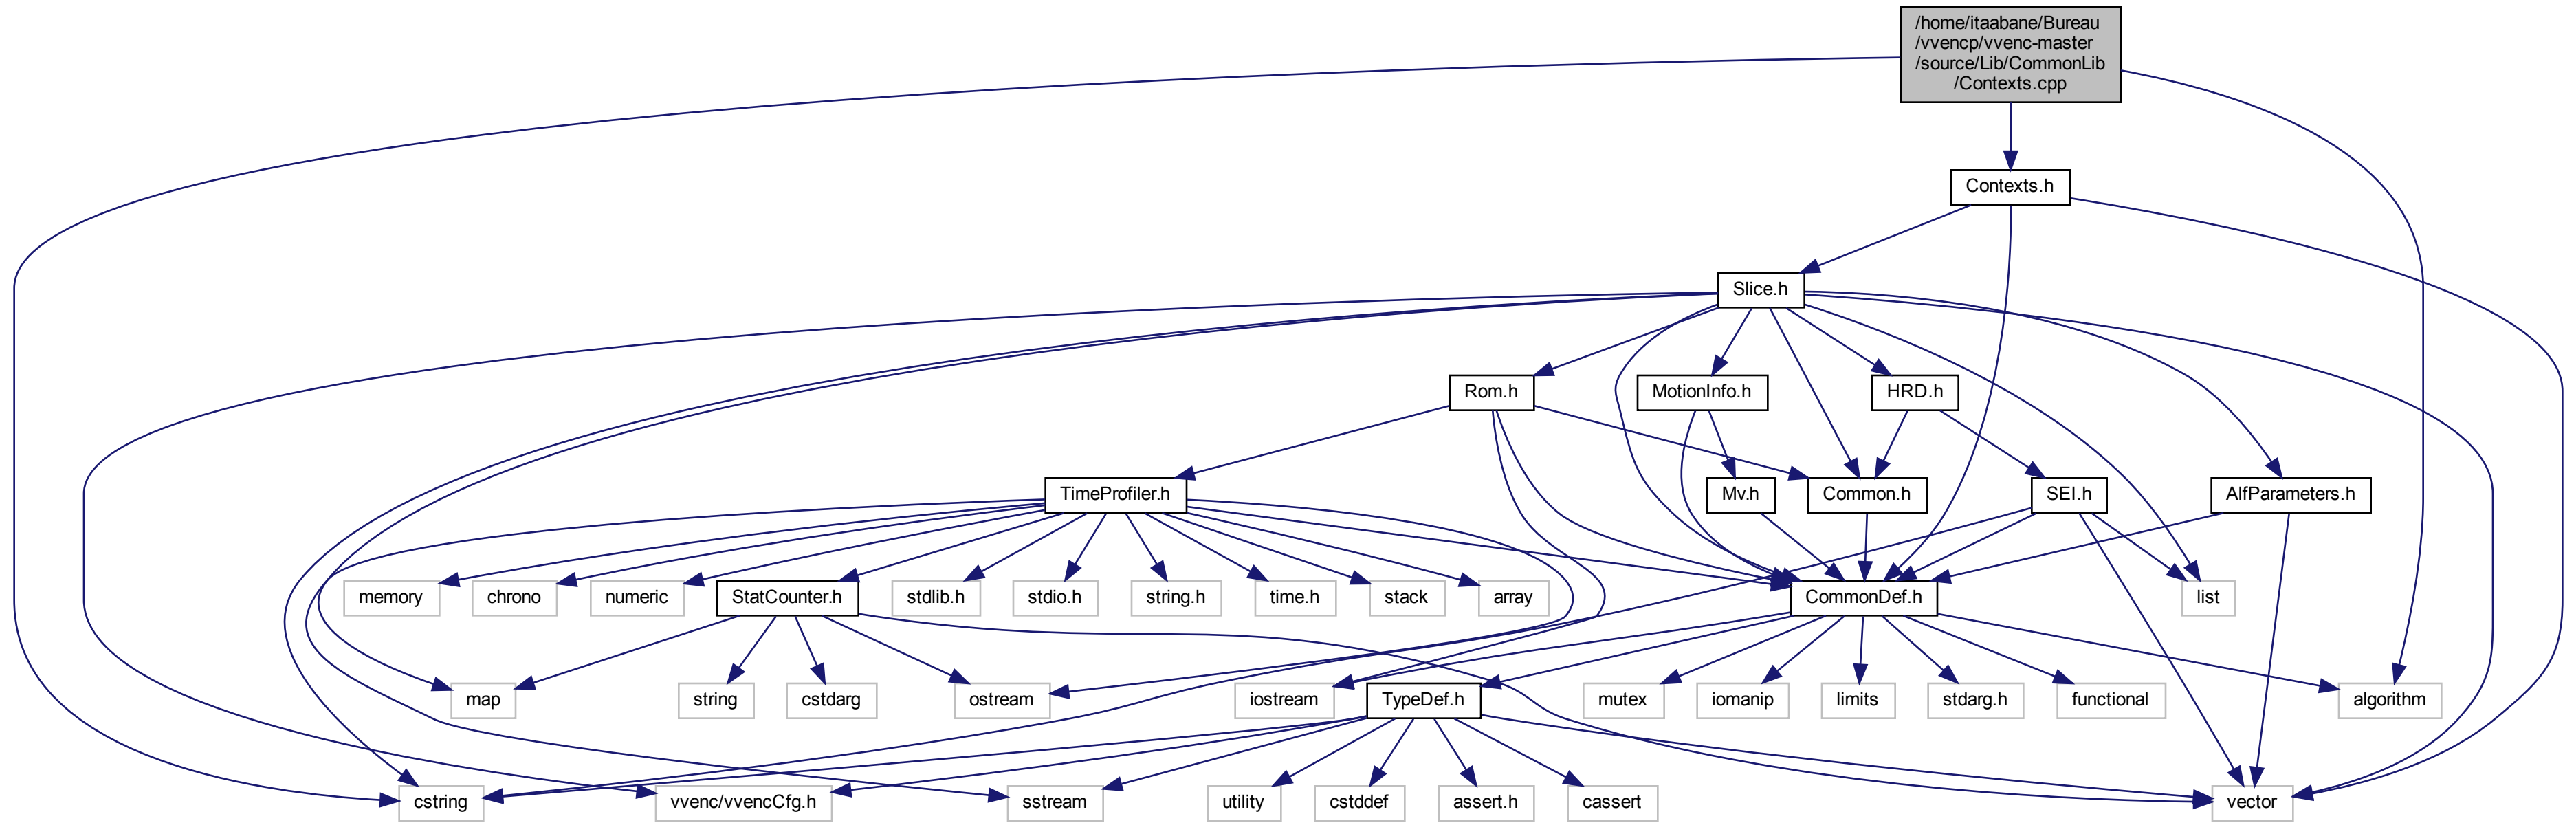 /home/itaabane/Bureau
/vvencp/vvenc-master
/source/Lib/CommonLib
/Contexts.cpp
Contexts.h
Slice.h
Rom.h
MotionInfo.h
HRD.h
TimeProfiler.h
Mv.h
Common.h
SEI.h
AlfParameters.h
memory
chrono
numeric
StatCounter.h
stdlib.h
stdio.h
string.h
time.h
stack
array
CommonDef.h
list
map
string
cstdarg
ostream
iostream
TypeDef.h
mutex
iomanip
limits
stdarg.h
functional
algorithm
cstring
vvenc/vvencCfg.h
sstream
utility
cstddef
assert.h
cassert
vector